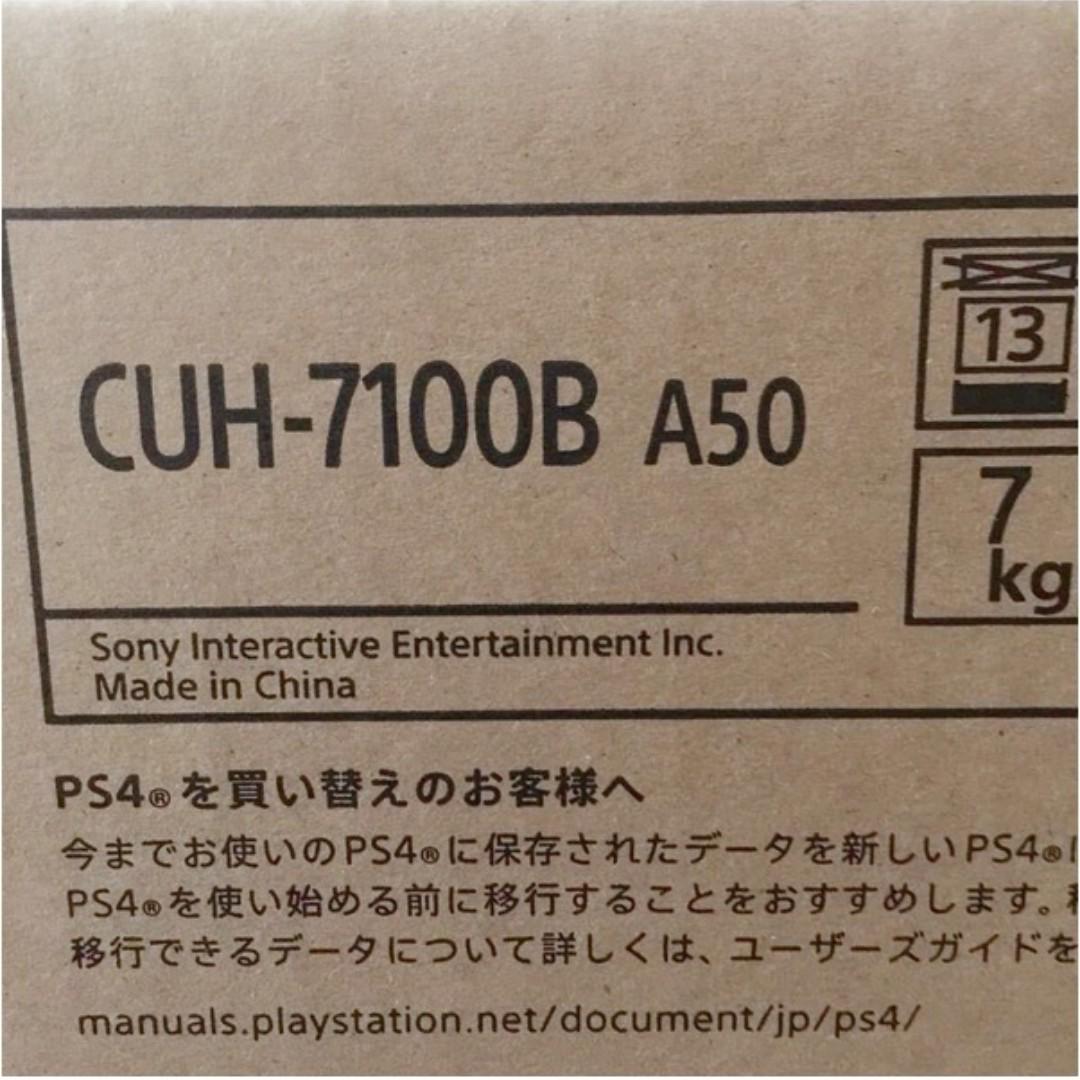 CUH-7100B A50
13
7
kg
Sony Interactive Entertainment Inc.
Made in China
PS4®を買い替えのお客様へ
今までお使いのPS4®に保存されたデータを新しいPS4®に
PS4®を使い始める前に移行することをおすすめします。
移行できるデータについて詳しくは、ユーザーズガイドを
manuals.playstation.net/document/jp/ps4/